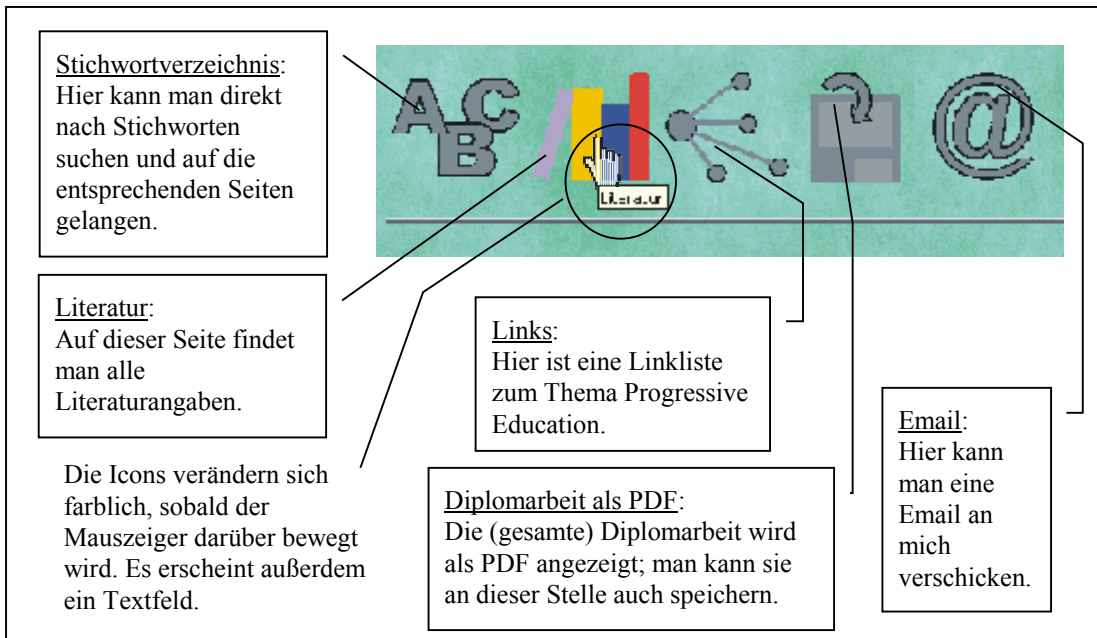 Stichwortverzeichnis:
Hier kann man direkt
nach Stichworten
suchen und auf die
entsprechenden Seiten
gelangen.
A
B
C
@
Literatur
Literatur:
Auf dieser Seite findet
man alle
Literaturangaben.
Links:
Hier ist eine Linkliste
zum Thema Progressive
Education.
Email:
Hier kann
man eine
Email an
mich
verschicken.
Die Icons verändern sich
farblich, sobald der
Mauszeiger darüber bewegt
wird. Es erscheint außerdem
ein Textfeld.
Diplomarbeit als PDF:
Die (gesamte) Diplomarbeit wird
als PDF angezeigt; man kann sie
an dieser Stelle auch speichern.